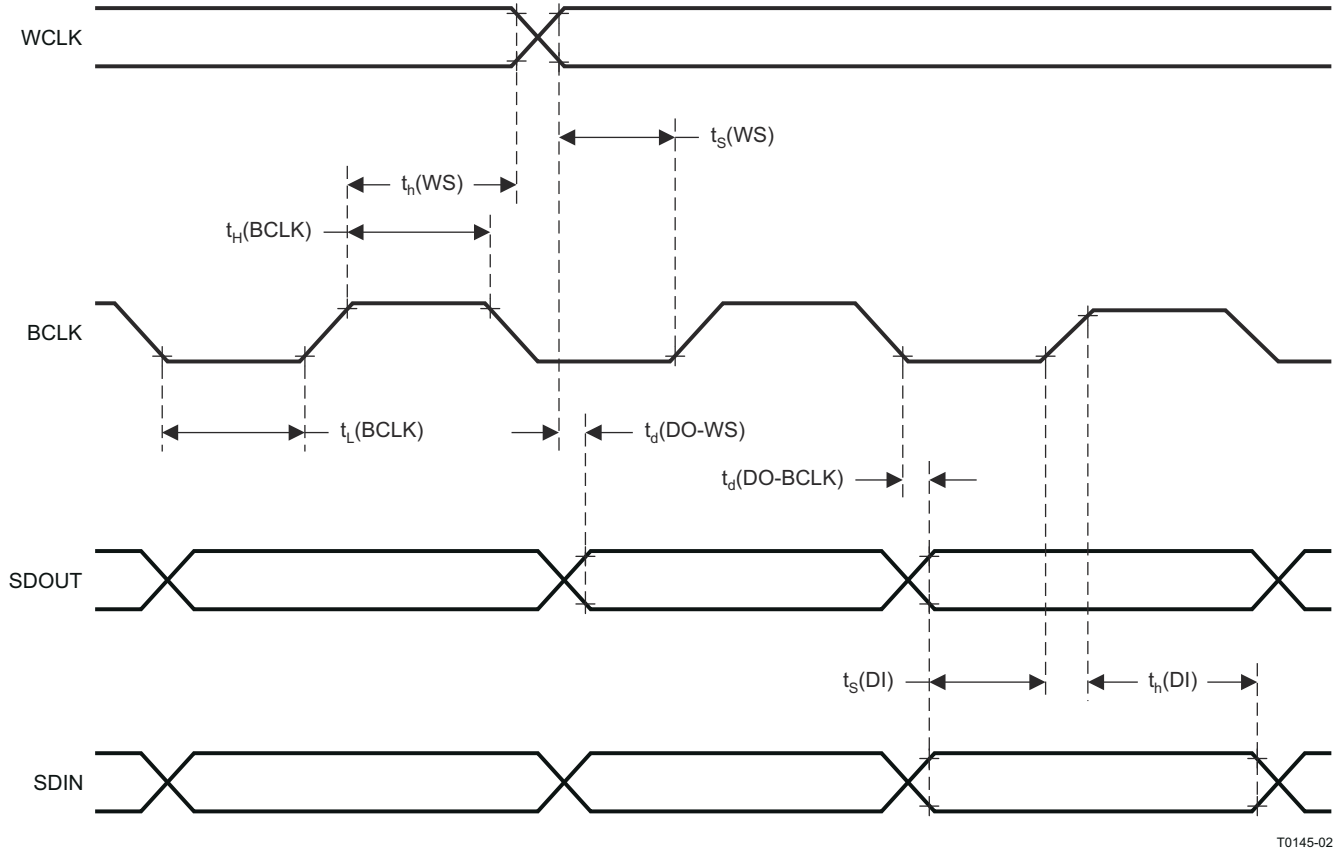 WCLK
tS(WS)
th(WS)
tH(BCLK)
BCLK
tL(BCLK)
td(DO-WS)
td(DO-BCLK)
SDOUT
tS(DI)
th(DI)
SDIN
T0145-02